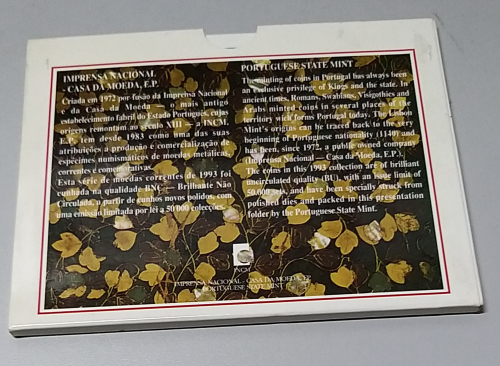 IMPRENSA NACIONAL
- CASA DA MOEDA, E.P.
Criada em 1972 por fusão da Imprensa Nacional
e da Casa da Moeda — o mais antigo
estabelecimento fabril do Estado Português, cujas
origens remontam ao século XIII — a INCM,
E.P. tem desde 1983 como uma das suas
atribuições a produção e comercialização de
espécimes numismáticos de moedas metálicas,
correntes e comemorativas.
Esta série de moedas correntes de 1993 foi
cunhada na qualidade BNC — Brilhante Não
Circulada, a partir de cunhos novos polidos, com
uma emissão limitada por lei a 50 000 colecções.
PORTUGUESE STATE MINT
The minting of coins in Portugal has always been
an exclusive privilege of Kings and the state. In
ancient times, Romans, Swabians, Visigothics and
Arabs minted coins in several places of the
territory wich forms Portugal today. The Lisbon
Mint's origins can be traced back to the very
beginning of Portuguese nationality (1140) and
has been, since 1972, a public owned company
(Imprensa Nacional — Casa da Moeda, E.P.).
The coins in this 1993 collection are of brilliant
uncirculated quality (BU), with an issue limit of
50.000 sets, and have been specially struck from
polished dies and packed in this presentation
folder by the Portuguese State Mint.
INCM
IMPRENSA NACIONAL - CASA DA MOEDA, EP
PORTUGUESE STATE MINT